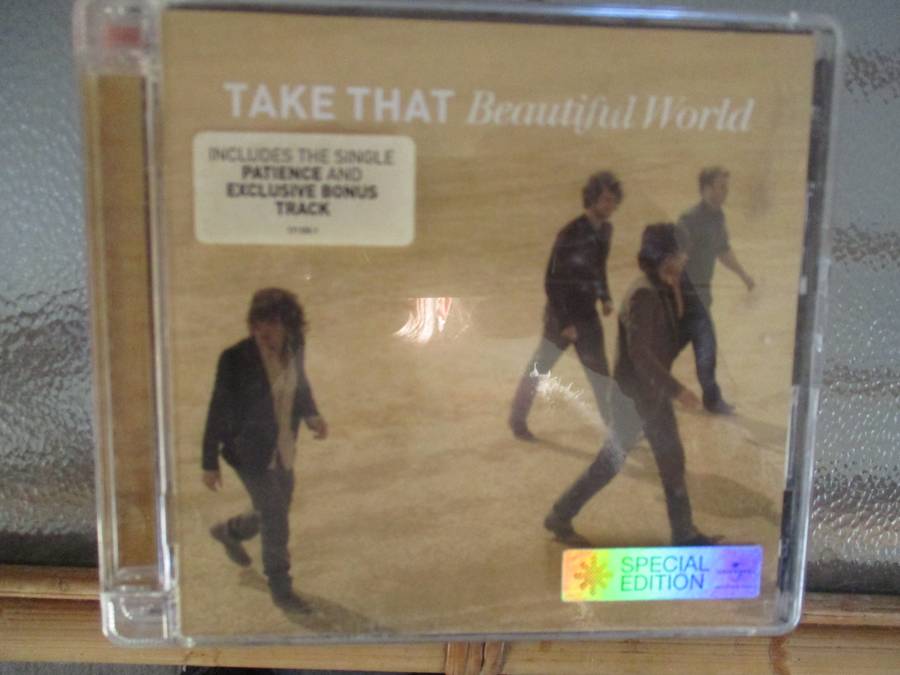 TAKE THAT Beautiful World
INCLUDES THE SINGLE
PATIENCE AND
EXCLUSIVE BONUS
TRACK
SPECIAL
EDITION